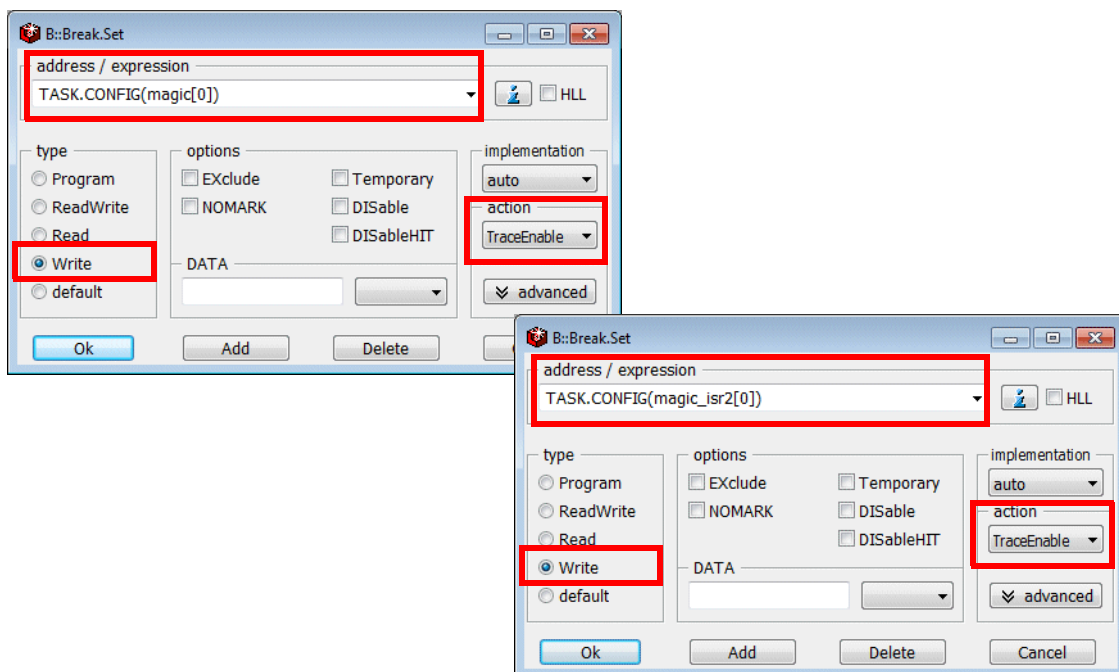 B::Break.Set
address / expression
TASK.CONFIG(magic[0])
i
HLL
type
options
implementation
Program
EXclude
Temporary
auto
ReadWrite
NOMARK
DISable
action
Read
DISableHIT
TraceEnable
Write
DATA
default
advanced
Ok
Add
Delete
B::Break.Set
address / expression
TASK.CONFIG(magic_isr2[0])
i
HLL
type
options
implementation
Program
EXclude
Temporary
auto
ReadWrite
NOMARK
DISable
action
Read
DISableHIT
TraceEnable
Write
DATA
default
advanced
Ok
Add
Delete
Cancel